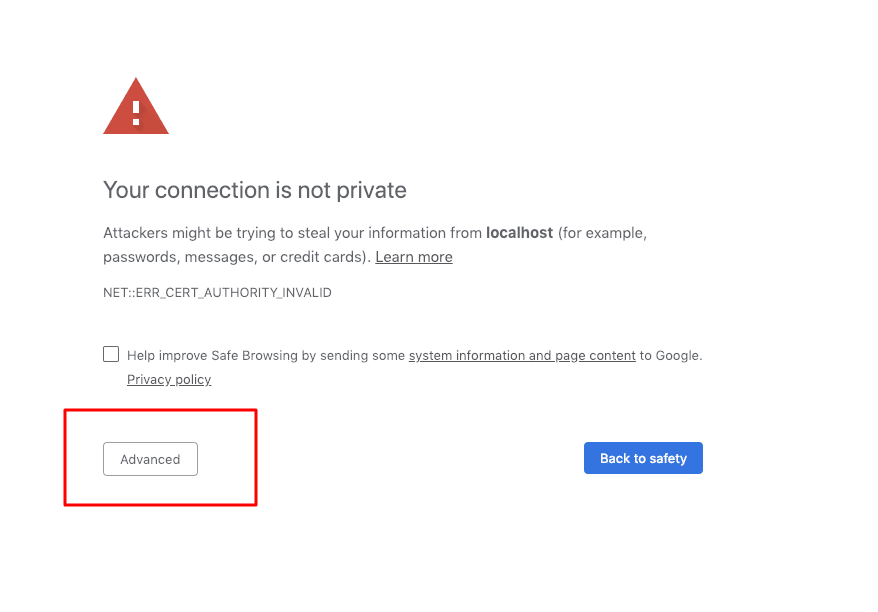 Your connection is not private
Attackers might be trying to steal your information from localhost (for example,
passwords, messages, or credit cards). Learn more
NET::ERR_CERT_AUTHORITY_INVALID
Help improve Safe Browsing by sending some system information and page content to Google.
Privacy policy
Advanced
Back to safety